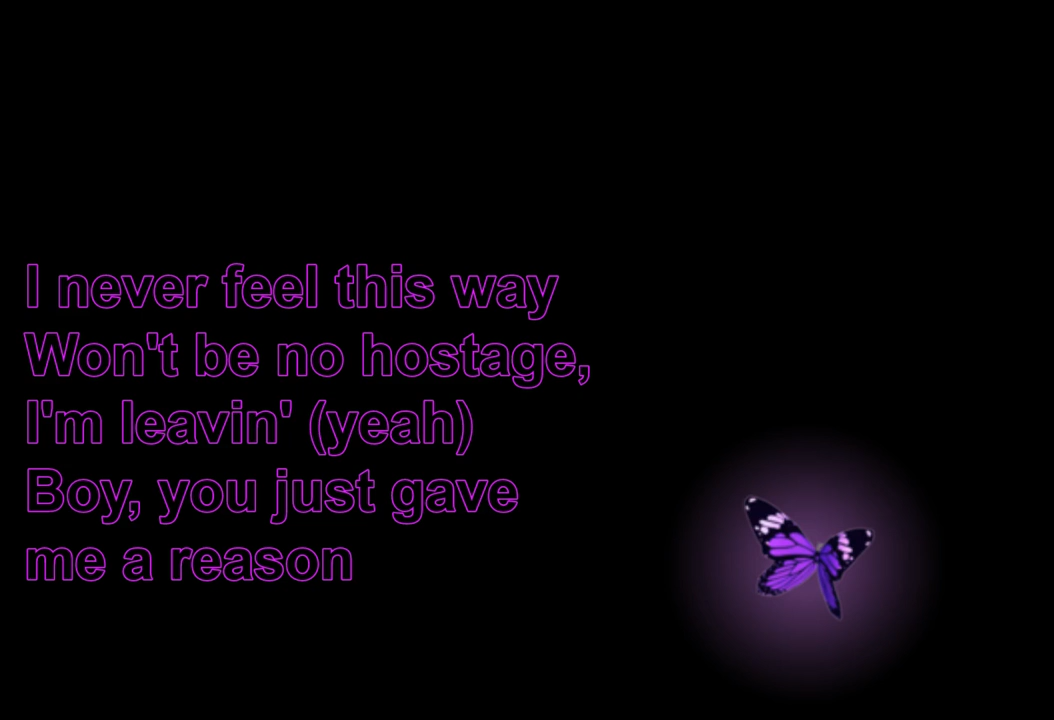 I never feel this way
Won't be no hostage,
I'm leavin' (yeah)
Boy, you just gave
me a reason